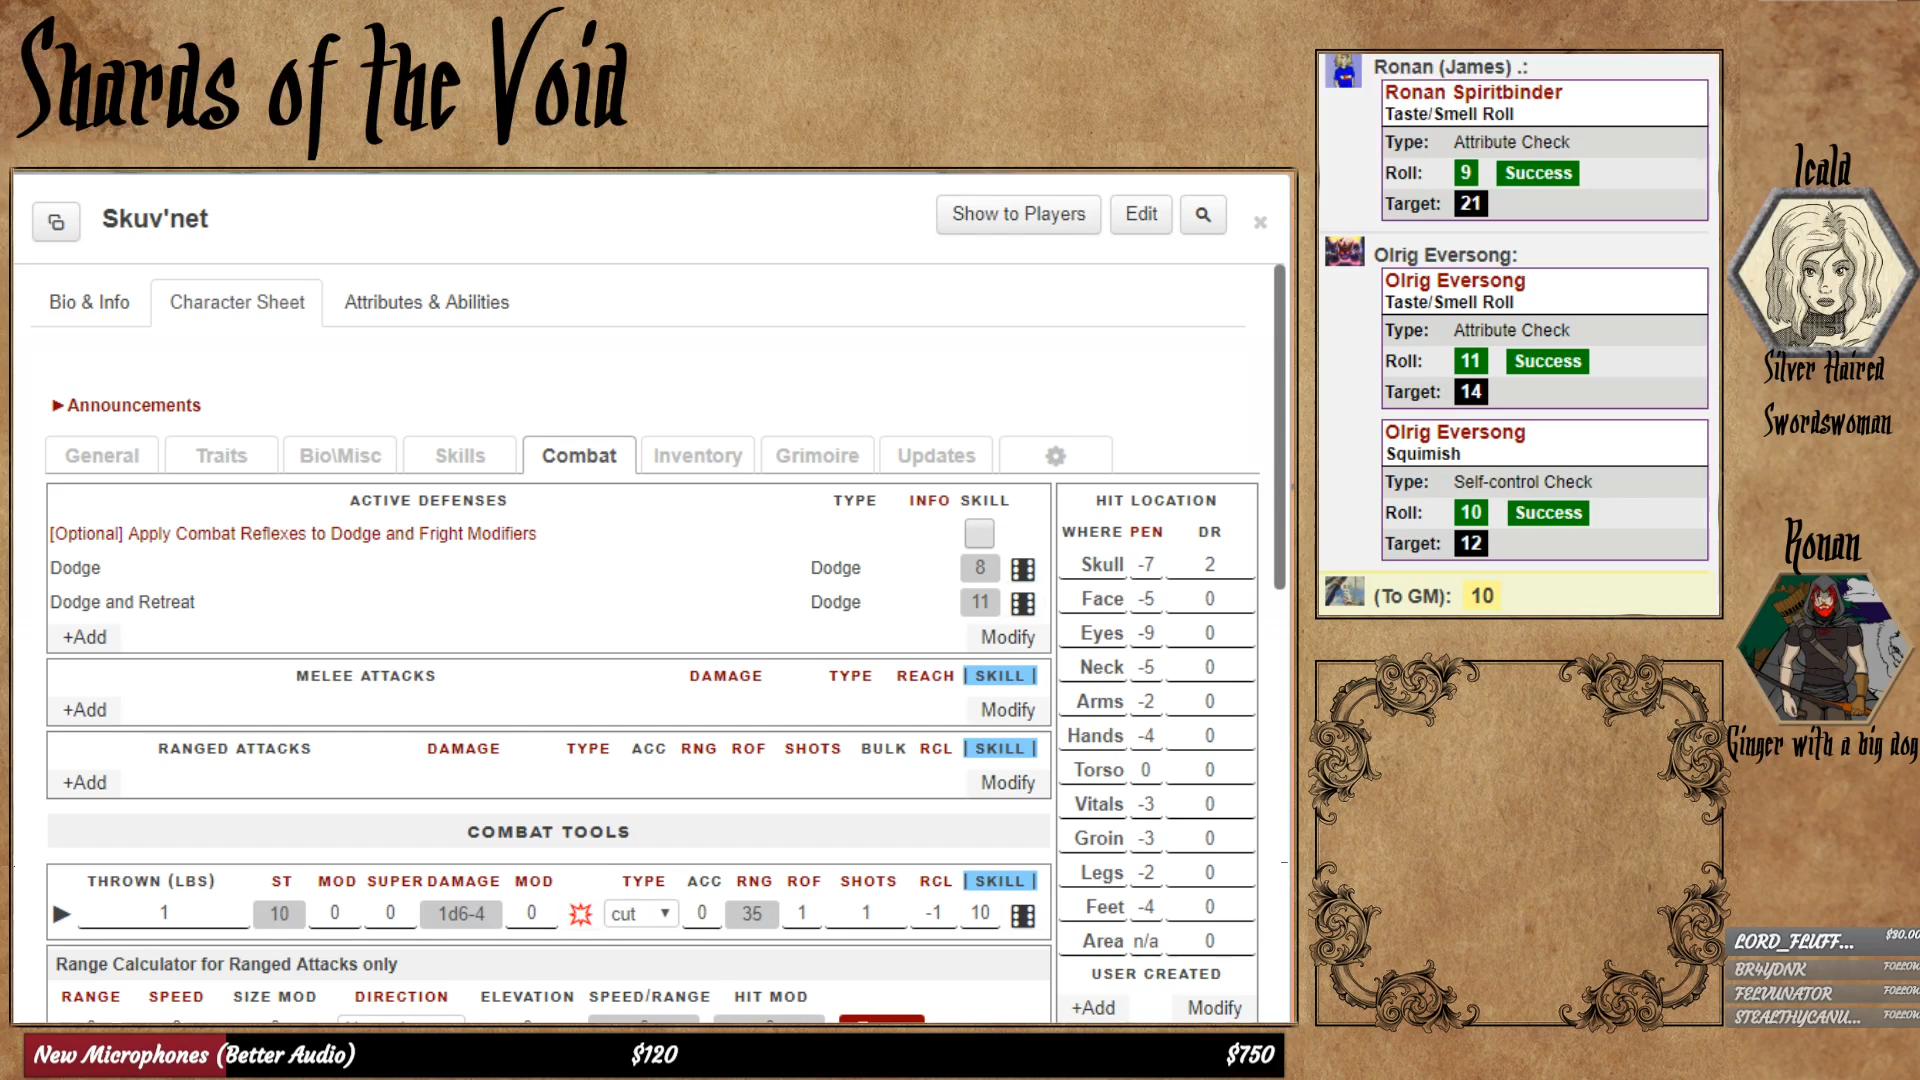 Shards of the Void
Skuv'net
Show to Players
Edit
Bio & Info
Character Sheet
Attributes & Abilities
►Announcements
General
Traits
Bio\Misc
Skills
Combat
Inventory
Grimoire
Updates
ACTIVE DEFENSES TYPE INFO SKILL
[Optional] Apply Combat Reflexes to Dodge and Fright Modifiers
Dodge Dodge 8
Dodge and Retreat Dodge 11
+Add Modify
MELEE ATTACKS DAMAGE TYPE REACH | SKILL |
+Add Modify
RANGED ATTACKS DAMAGE TYPE ACC RNG ROF SHOTS BULK RCL | SKILL |
+Add Modify
COMBAT TOOLS
THROWN (LBS) ST MOD SUPER DAMAGE MOD TYPE ACC RNG ROF SHOTS RCL | SKILL |
1 10 0 0 1d6-4 0 cut 0 35 1 1 -1 10
Range Calculator for Ranged Attacks only
RANGE SPEED SIZE MOD DIRECTION ELEVATION SPEED/RANGE HIT MOD
HIT LOCATION
WHERE PEN DR
Skull -7 2
Face -5 0
Eyes -9 0
Neck -5 0
Arms -2 0
Hands -4 0
Torso 0 0
Vitals -3 0
Groin -3 0
Legs -2 0
Feet -4 0
Area n/a 0
USER CREATED
+Add Modify
Ronan (James) .:
Ronan Spiritbinder
Taste/Smell Roll
Type: Attribute Check
Roll: 9 Success
Target: 21
Olrig Eversong:
Olrig Eversong
Taste/Smell Roll
Type: Attribute Check
Roll: 11 Success
Target: 14
Olrig Eversong
Squimish
Type: Self-control Check
Roll: 10 Success
Target: 12
(To GM): 10
Icald
Silver Haired
Swordswoman
Ronan
Ginger with a big dog
LORD_FLUFF... $30.00
BR4YDNK FOLLOW
FELVUNATOR FOLLOW
STEALTHYCANU... FOLLOW
New Microphones (Better Audio) $120 $750